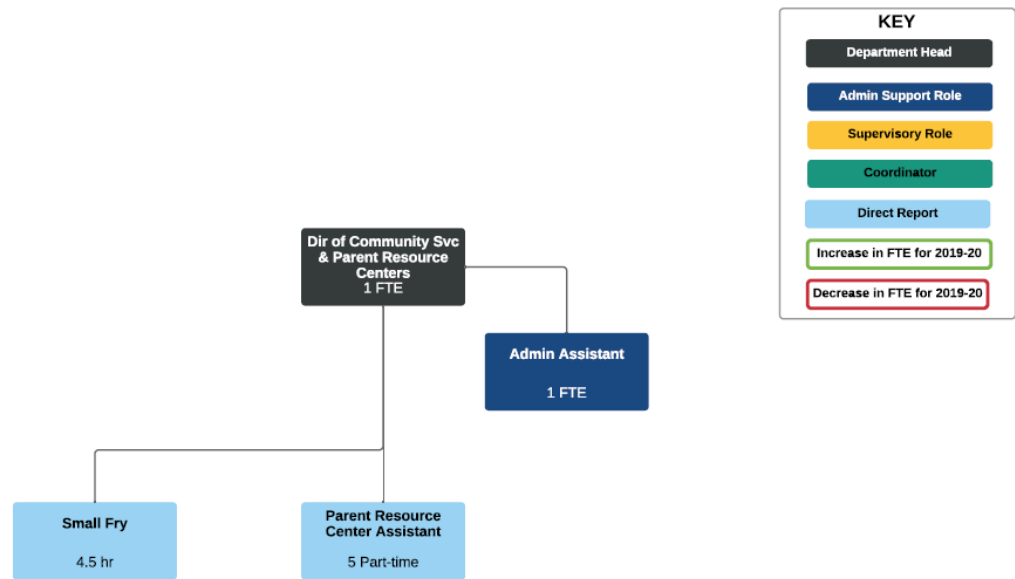 KEY
Department Head
Admin Support Role
Supervisory Role
Coordinator
Direct Report
Increase in FTE for 2019-20
Decrease in FTE for 2019-20
Dir of Community Svc
& Parent Resource
Centers
1 FTE
Admin Assistant
1 FTE
Small Fry
4.5 hr
Parent Resource
Center Assistant
5 Part-time